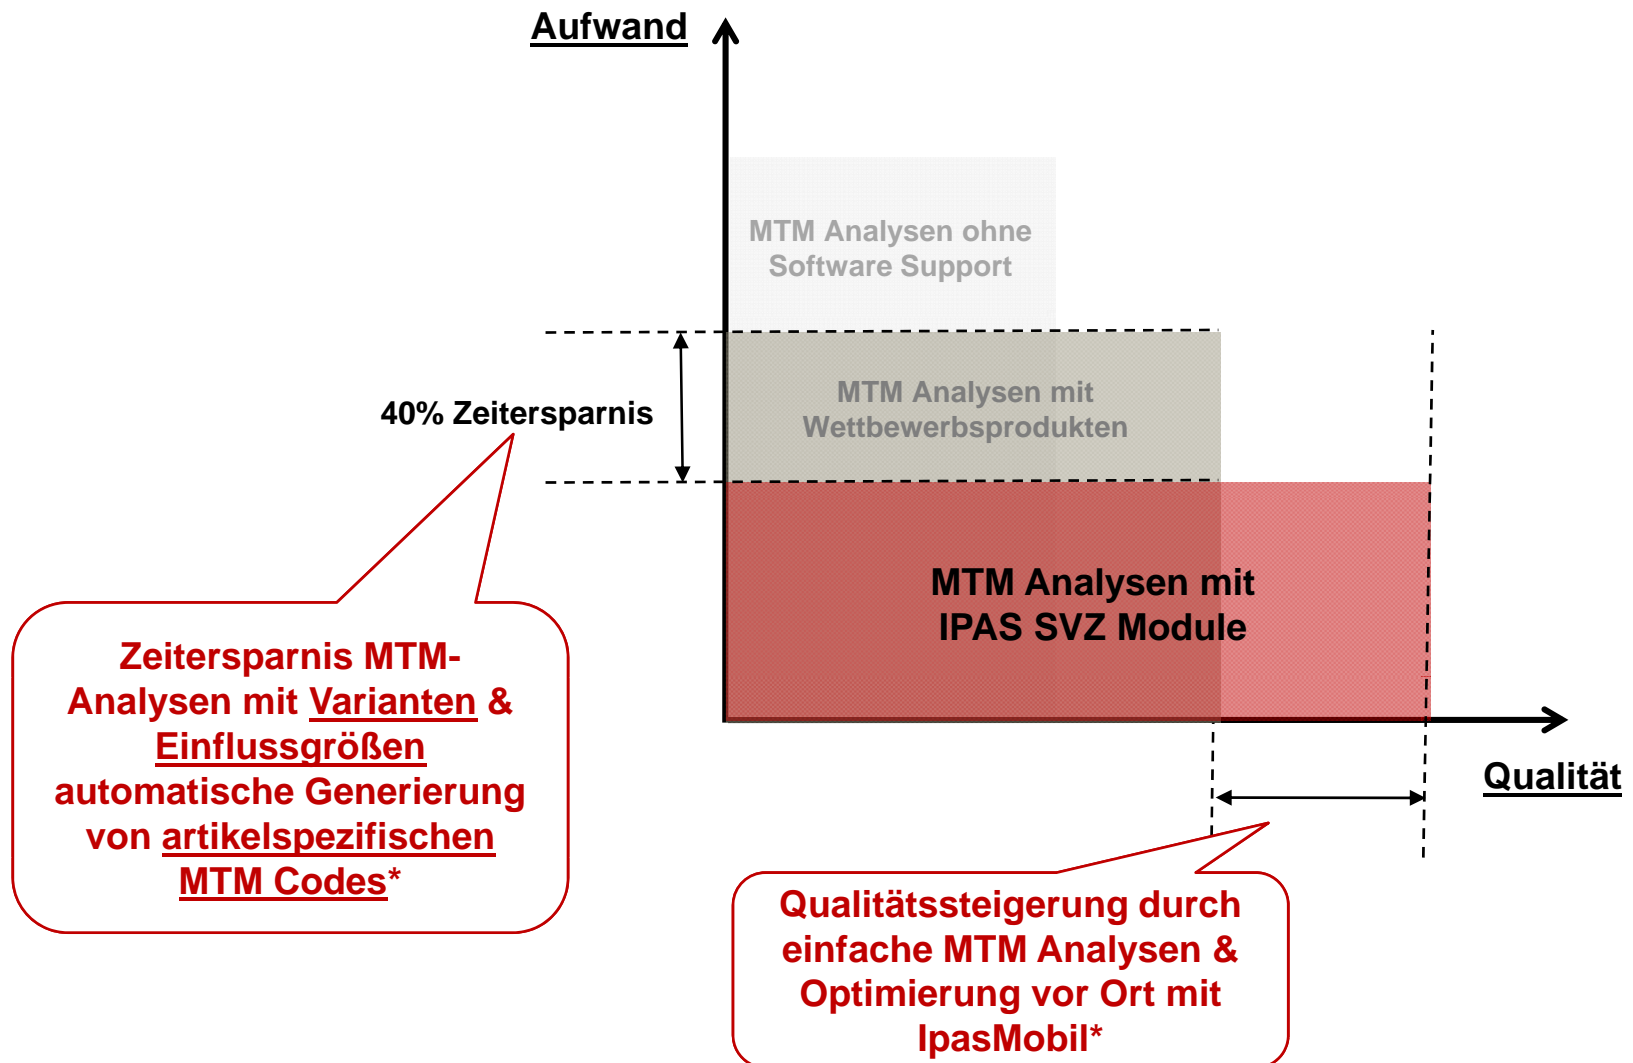 Aufwand
MTM Analysen ohne
Software Support
MTM Analysen mit
Wettbewerbsprodukten
40% Zeitersparnis
MTM Analysen mit
IPAS SVZ Module
Zeitersparnis MTM-
Analysen mit Varianten &
Einflussgrößen
automatische Generierung
von artikelspezifischen
MTM Codes*
Qualität
Qualitätssteigerung durch
einfache MTM Analysen &
Optimierung vor Ort mit
IpasMobil*